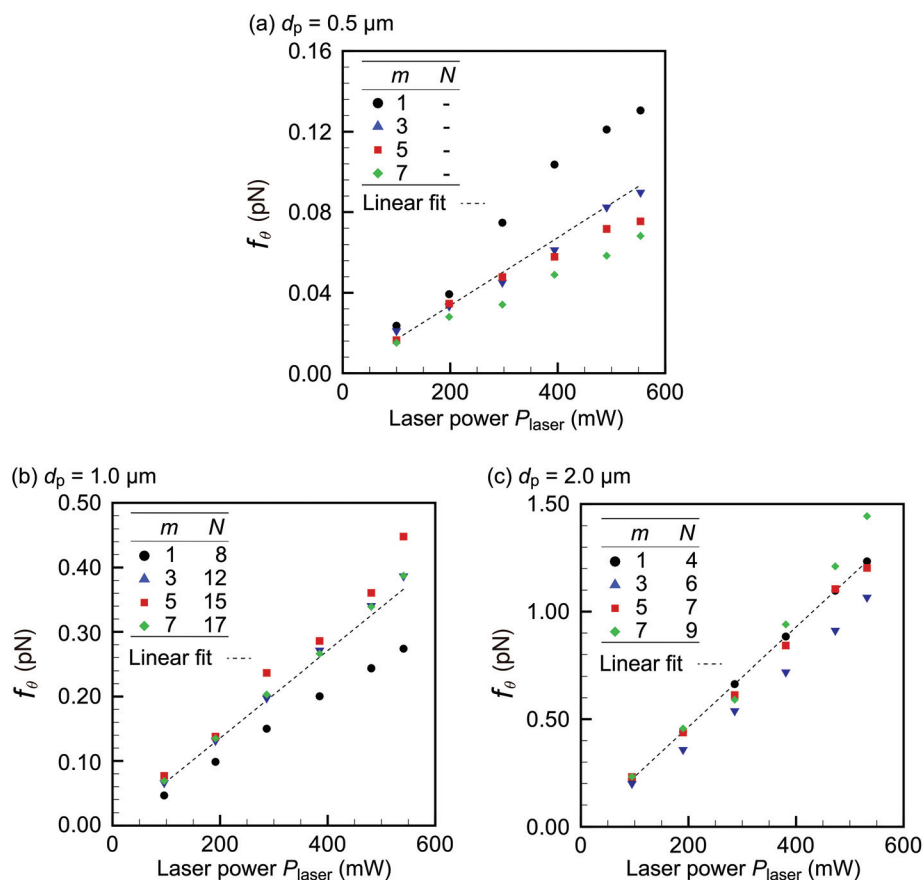 (a) dp = 0.5 µm
0.16
0.12
0.08
0.04
0.00
fθ (pN)
m N
1 -
3 -
5 -
7 -
Linear fit
0 200 400 600
Laser power Plaser (mW)
(b) dp = 1.0 µm
0.50
0.40
0.30
0.20
0.10
0.00
fθ (pN)
m N
1 8
3 12
5 15
7 17
Linear fit
0 200 400 600
Laser power Plaser (mW)
(c) dp = 2.0 µm
1.50
1.00
0.50
0.00
fθ (pN)
m N
1 4
3 6
5 7
7 9
Linear fit
0 200 400 600
Laser power Plaser (mW)